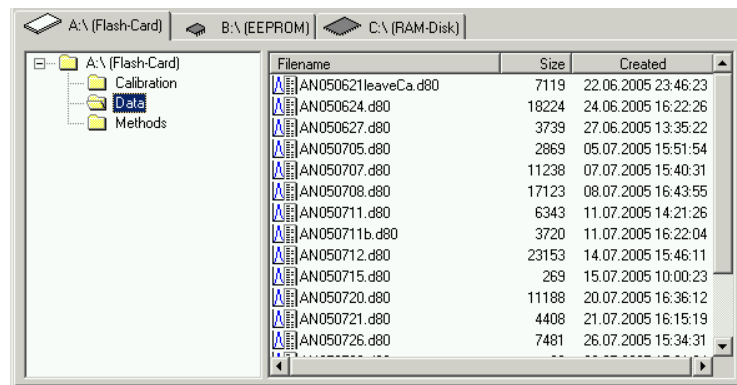 A:\ (Flash-Card) B:\ (EEPROM) C:\ (RAM-Disk)
A:\ (Flash-Card)
Calibration
Data
Methods
Filename Size Created
AN050621leaveCa.d80 7119 22.06.2005 23:46:23
AN050624.d80 18224 24.06.2005 16:22:26
AN050627.d80 3739 27.06.2005 13:35:22
AN050705.d80 2869 05.07.2005 15:51:54
AN050707.d80 11238 07.07.2005 15:40:31
AN050708.d80 17123 08.07.2005 16:43:55
AN050711.d80 6343 11.07.2005 14:21:26
AN050711b.d80 3720 11.07.2005 16:22:04
AN050712.d80 23153 14.07.2005 15:46:11
AN050715.d80 269 15.07.2005 10:00:23
AN050720.d80 11188 20.07.2005 16:36:12
AN050721.d80 4408 21.07.2005 16:15:19
AN050726.d80 7481 26.07.2005 15:34:31